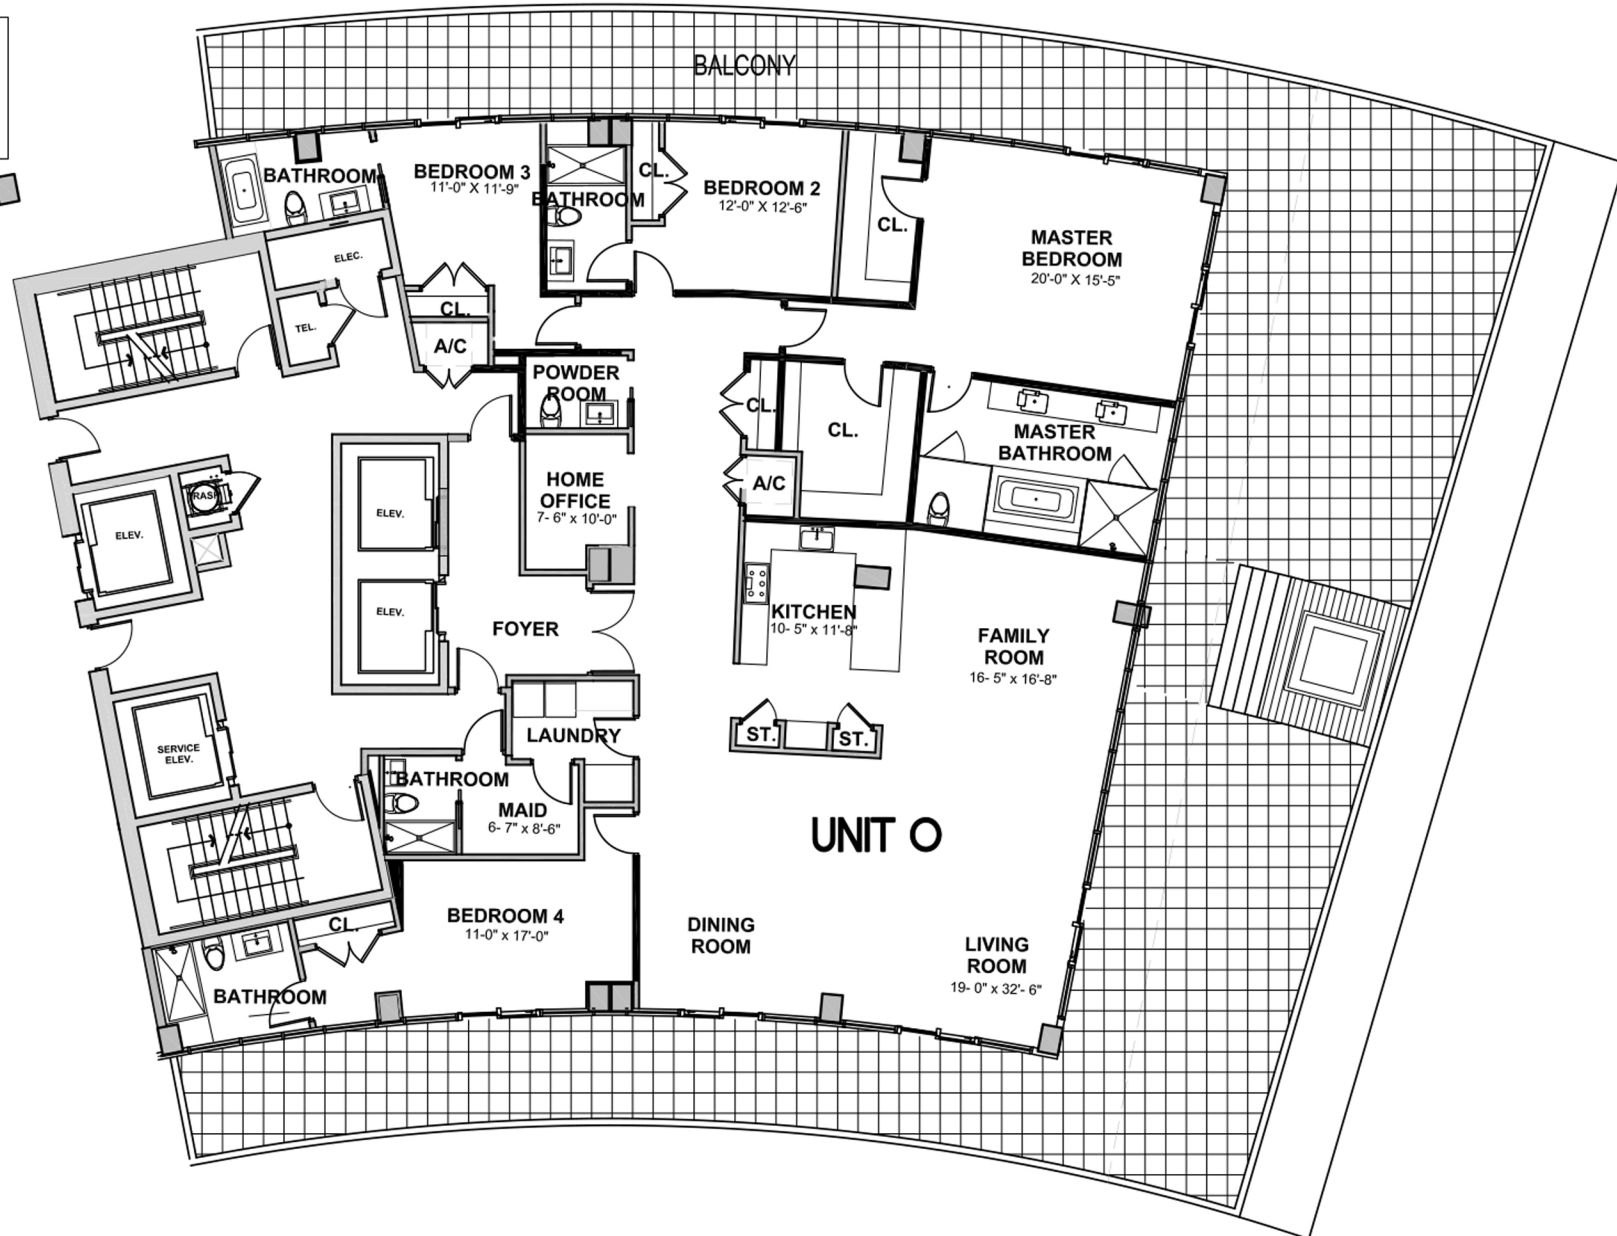 BALCONY
BATHROOM
BEDROOM 3
11'-0" X 11'-9"
CL.
BATHROOM
BEDROOM 2
12'-0" X 12'-6"
CL.
MASTER
BEDROOM
20'-0" X 15'-5"
ELEC.
TEL.
CL.
A/C
POWDER
ROOM
CL.
CL.
MASTER
BATHROOM
HOME
OFFICE
7- 6" x 10'-0"
A/C
TRASH
ELEV.
ELEV.
ELEV.
FOYER
KITCHEN
10- 5" x 11'-8"
FAMILY
ROOM
16- 5" x 16'-8"
SERVICE
ELEV.
LAUNDRY
ST.
ST.
BATHROOM
MAID
6- 7" x 8'-6"
UNIT O
BEDROOM 4
11-0" x 17'-0"
CL.
DINING
ROOM
LIVING
ROOM
19- 0" x 32'- 6"
BATHROOM